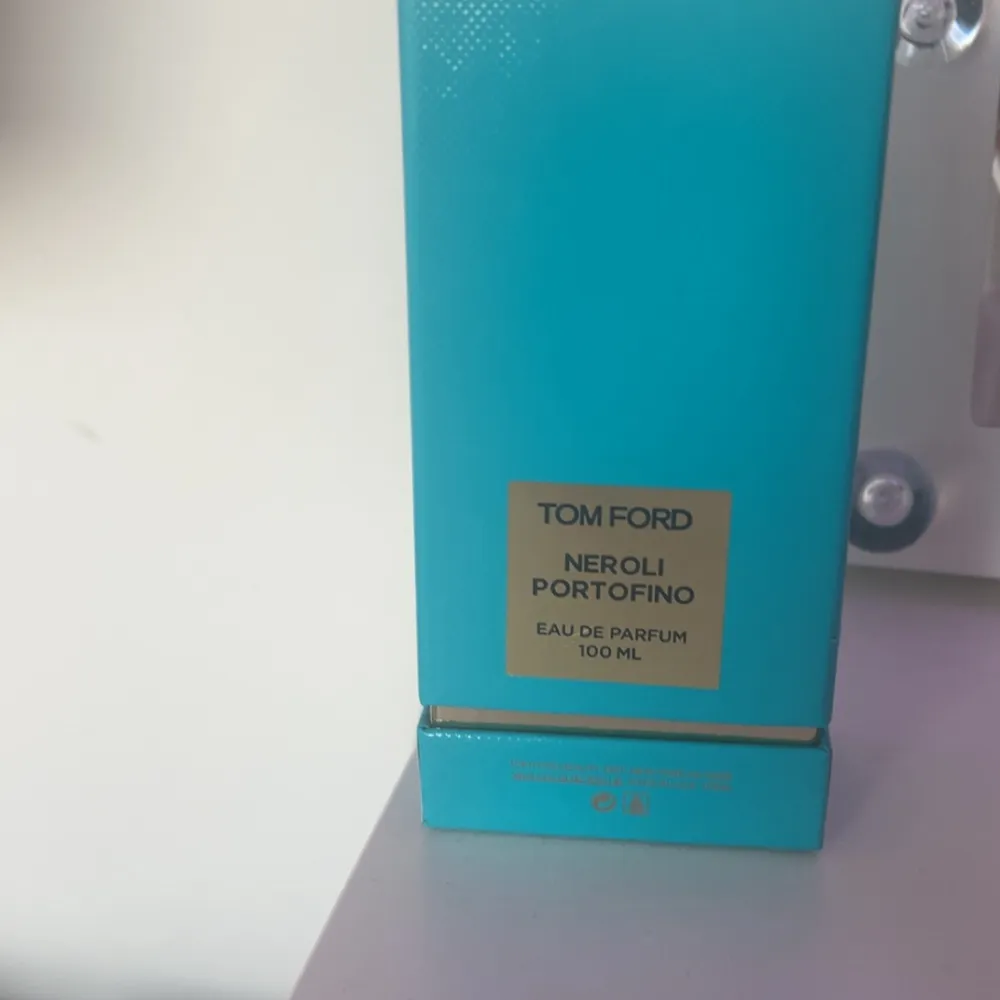 TOM FORD
NEROLI
PORTOFINO
EAU DE PARFUM
100 ML